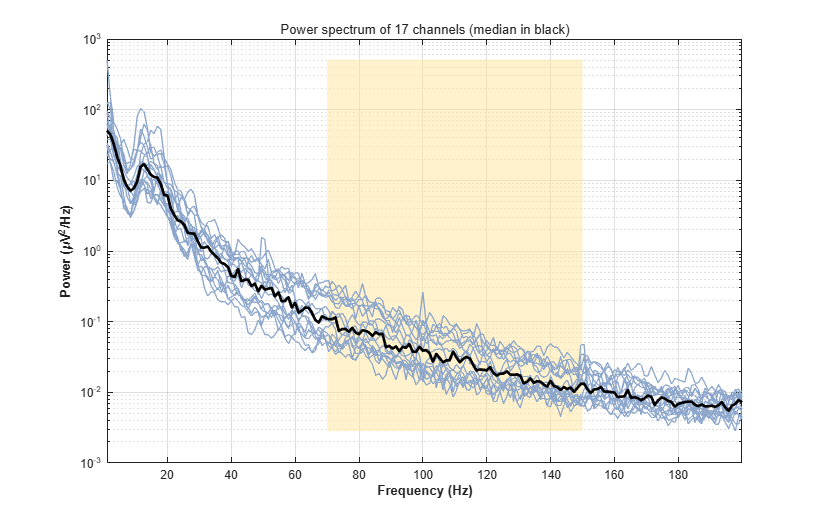 Power spectrum of 17 channels (median in black)
10³
10²
10¹
10⁰
10⁻¹
10⁻²
10⁻³
Power (μV²/Hz)
20 40 60 80 100 120 140 160 180
Frequency (Hz)